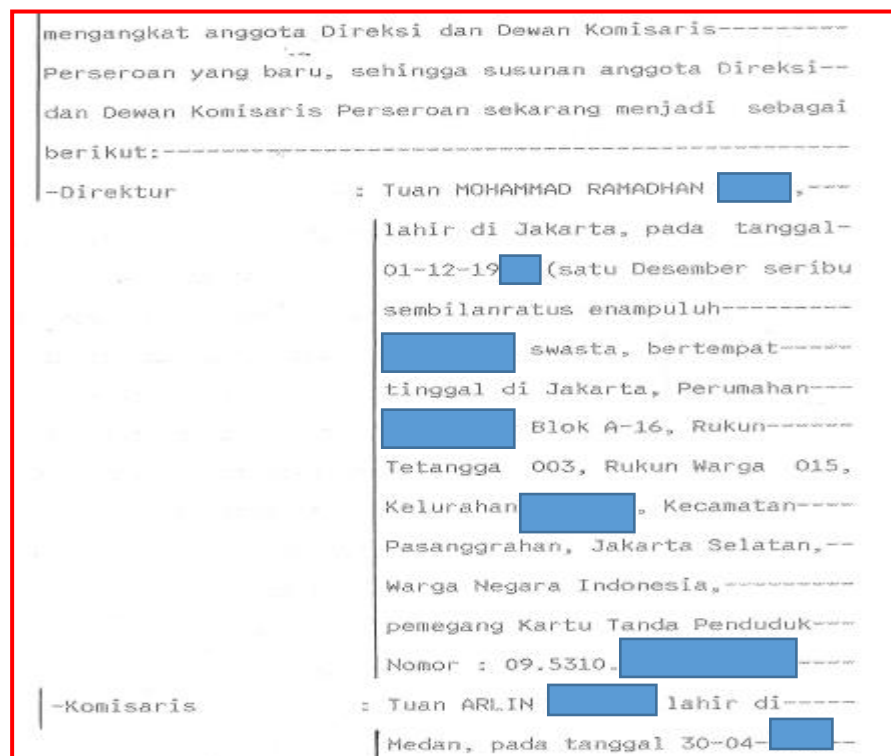 mengangkat anggota Direksi dan Dewan Komisaris---------
Perseroan yang baru, sehingga susunan anggota Direksi--
dan Dewan Komisaris Perseroan sekarang menjadi sebagai
berikut:-----------------------------------------------
-Direktur : Tuan MOHAMMAD RAMADHAN ,---
lahir di Jakarta, pada tanggal-
01-12-19 (satu Desember seribu
sembilanratus enampuluh---------
swasta, bertempat-----
tinggal di Jakarta, Perumahan---
Blok A-16, Rukun------
Tetangga 003, Rukun Warga 015,
Kelurahan , Kecamatan----
Pasanggrahan, Jakarta Selatan,--
Warga Negara Indonesia,---------
pemegang Kartu Tanda Penduduk---
Nomor : 09.5310. ----
-Komisaris : Tuan ARLIN lahir di-----
Medan, pada tanggal 30-04- --